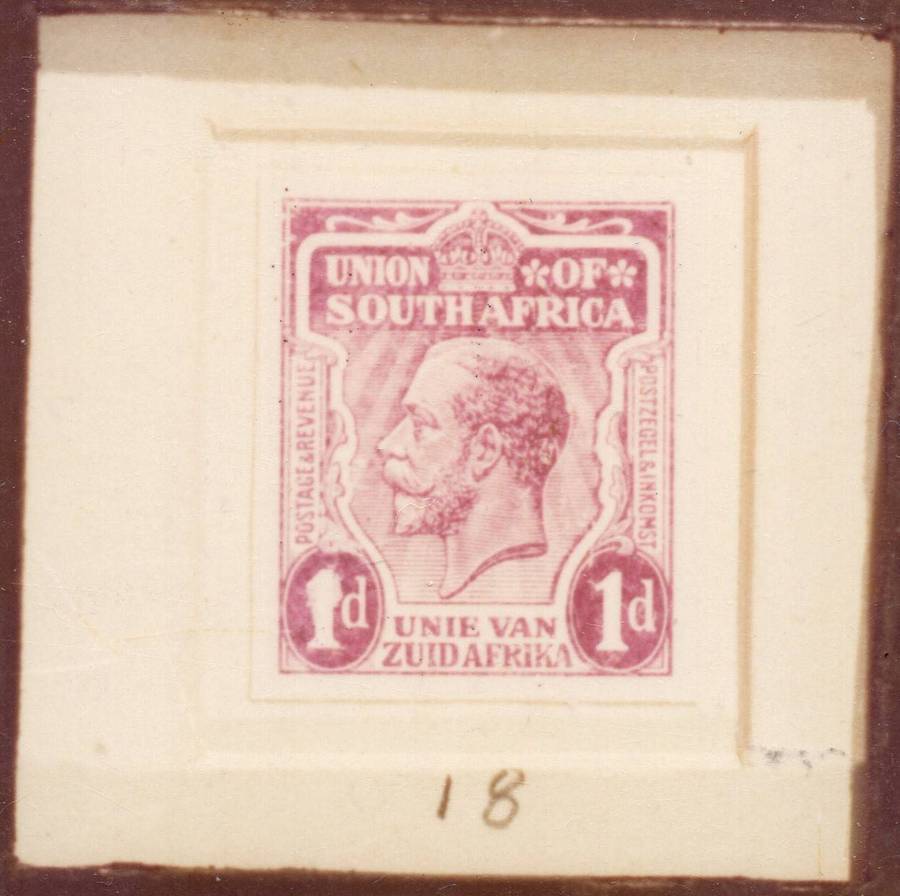 UNION OF
SOUTH AFRICA
POSTAGE & REVENUE
POSTZEGEL & INKOMST
1d
1d
UNIE VAN
ZUID AFRIKA
18